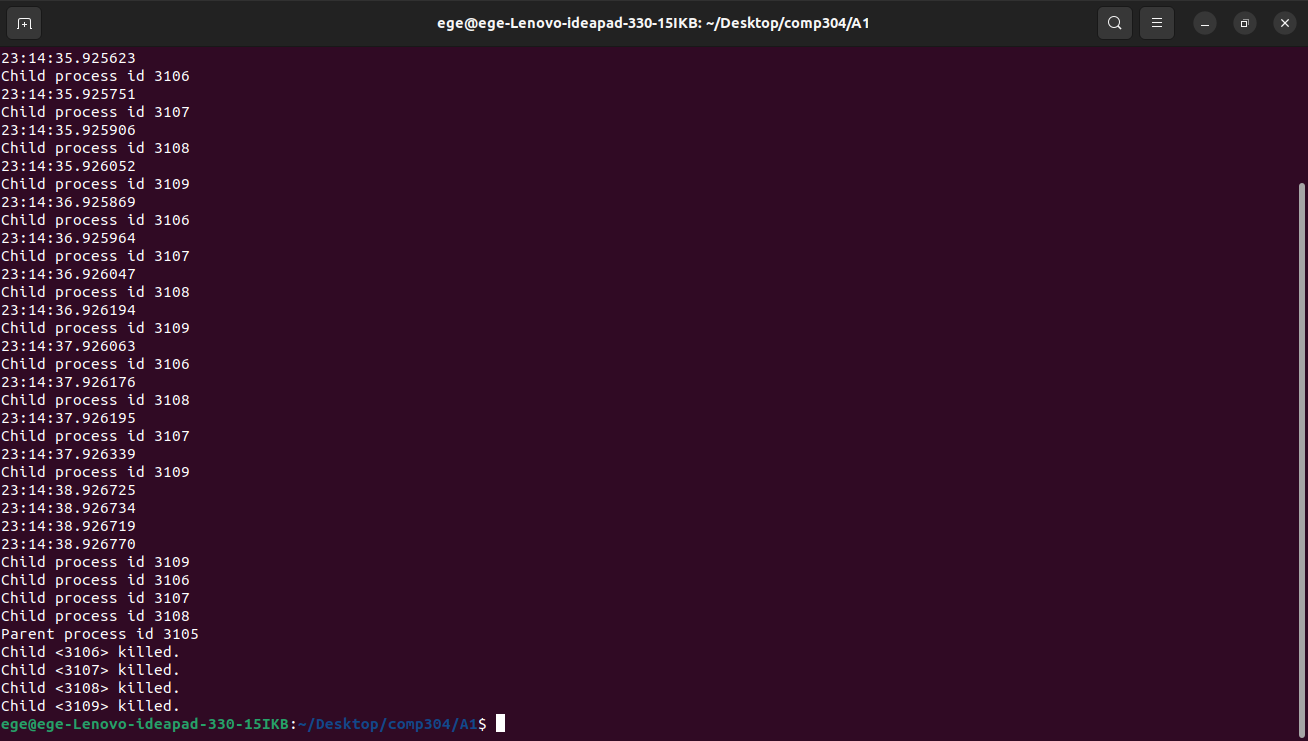 ege@ege-Lenovo-ideapad-330-15IKB: ~/Desktop/comp304/A1
23:14:35.925623
Child process id 3106
23:14:35.925751
Child process id 3107
23:14:35.925906
Child process id 3108
23:14:35.926052
Child process id 3109
23:14:36.925869
Child process id 3106
23:14:36.925964
Child process id 3107
23:14:36.926047
Child process id 3108
23:14:36.926194
Child process id 3109
23:14:37.926063
Child process id 3106
23:14:37.926176
Child process id 3108
23:14:37.926195
Child process id 3107
23:14:37.926339
Child process id 3109
23:14:38.926725
23:14:38.926734
23:14:38.926719
23:14:38.926770
Child process id 3109
Child process id 3106
Child process id 3107
Child process id 3108
Parent process id 3105
Child <3106> killed.
Child <3107> killed.
Child <3108> killed.
Child <3109> killed.
ege@ege-Lenovo-ideapad-330-15IKB:~/Desktop/comp304/A1$